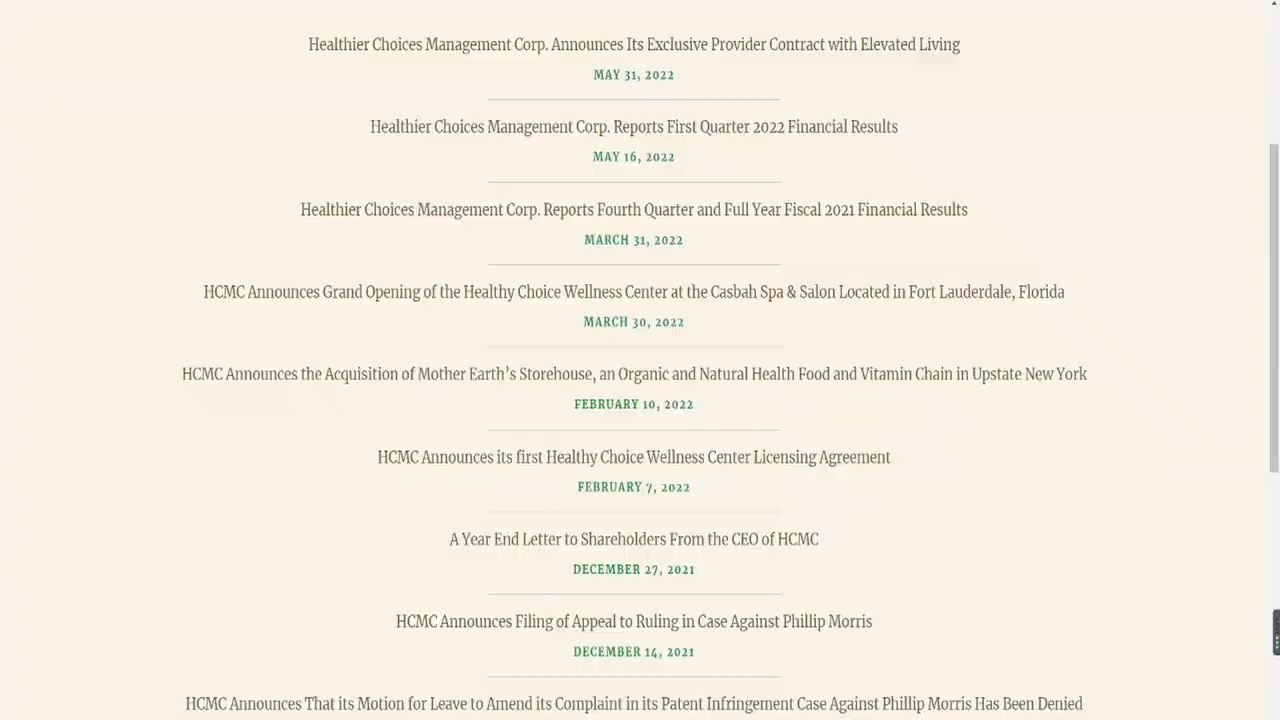 Healthier Choices Management Corp. Announces Its Exclusive Provider Contract with Elevated Living
MAY 31, 2022
Healthier Choices Management Corp. Reports First Quarter 2022 Financial Results
MAY 16, 2022
Healthier Choices Management Corp. Reports Fourth Quarter and Full Year Fiscal 2021 Financial Results
MARCH 31, 2022
HCMC Announces Grand Opening of the Healthy Choice Wellness Center at the Casbah Spa & Salon Located in Fort Lauderdale, Florida
MARCH 30, 2022
HCMC Announces the Acquisition of Mother Earth’s Storehouse, an Organic and Natural Health Food and Vitamin Chain in Upstate New York
FEBRUARY 10, 2022
HCMC Announces its first Healthy Choice Wellness Center Licensing Agreement
FEBRUARY 7, 2022
A Year End Letter to Shareholders From the CEO of HCMC
DECEMBER 27, 2021
HCMC Announces Filing of Appeal to Ruling in Case Against Phillip Morris
DECEMBER 14, 2021
HCMC Announces That its Motion for Leave to Amend its Complaint in its Patent Infringement Case Against Phillip Morris Has Been Denied